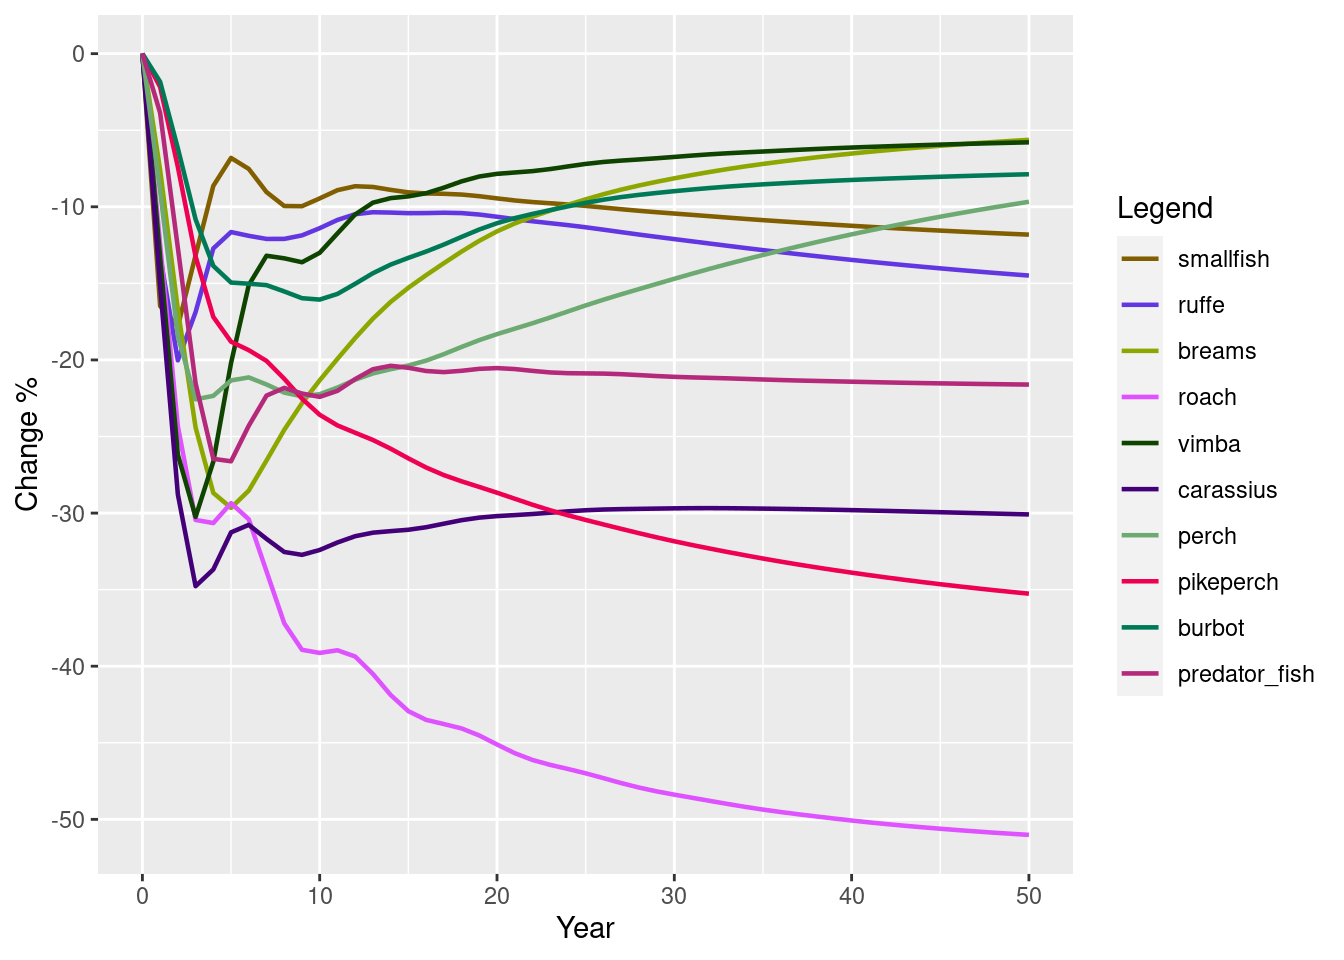 0
-10
-20
-30
-40
-50
Change %
0 10 20 30 40 50
Year
Legend
smallfish
ruffe
breams
roach
vimba
carassius
perch
pikeperch
burbot
predator_fish